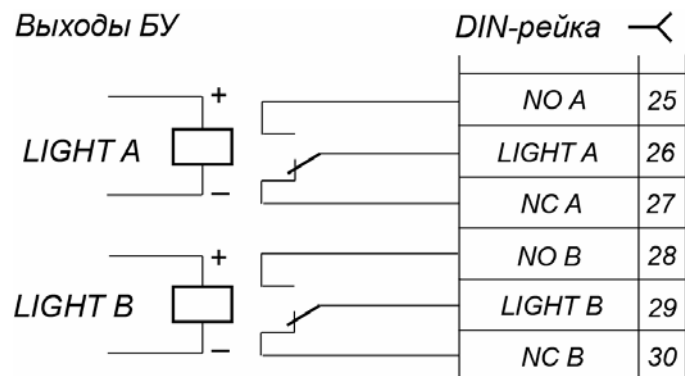 Выходы БУ DIN-рейка
+ NO A 25
LIGHT A LIGHT A 26
– NC A 27
+ NO B 28
LIGHT B LIGHT B 29
– NC B 30